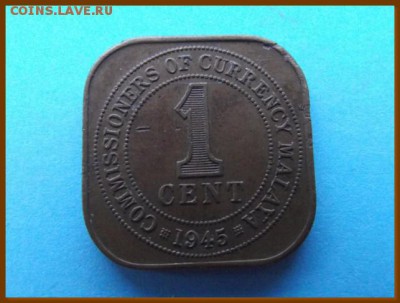 COINS.LAVE.RU
COMMISSIONERS OF CURRENCY MALAYA
1
CENT
1945